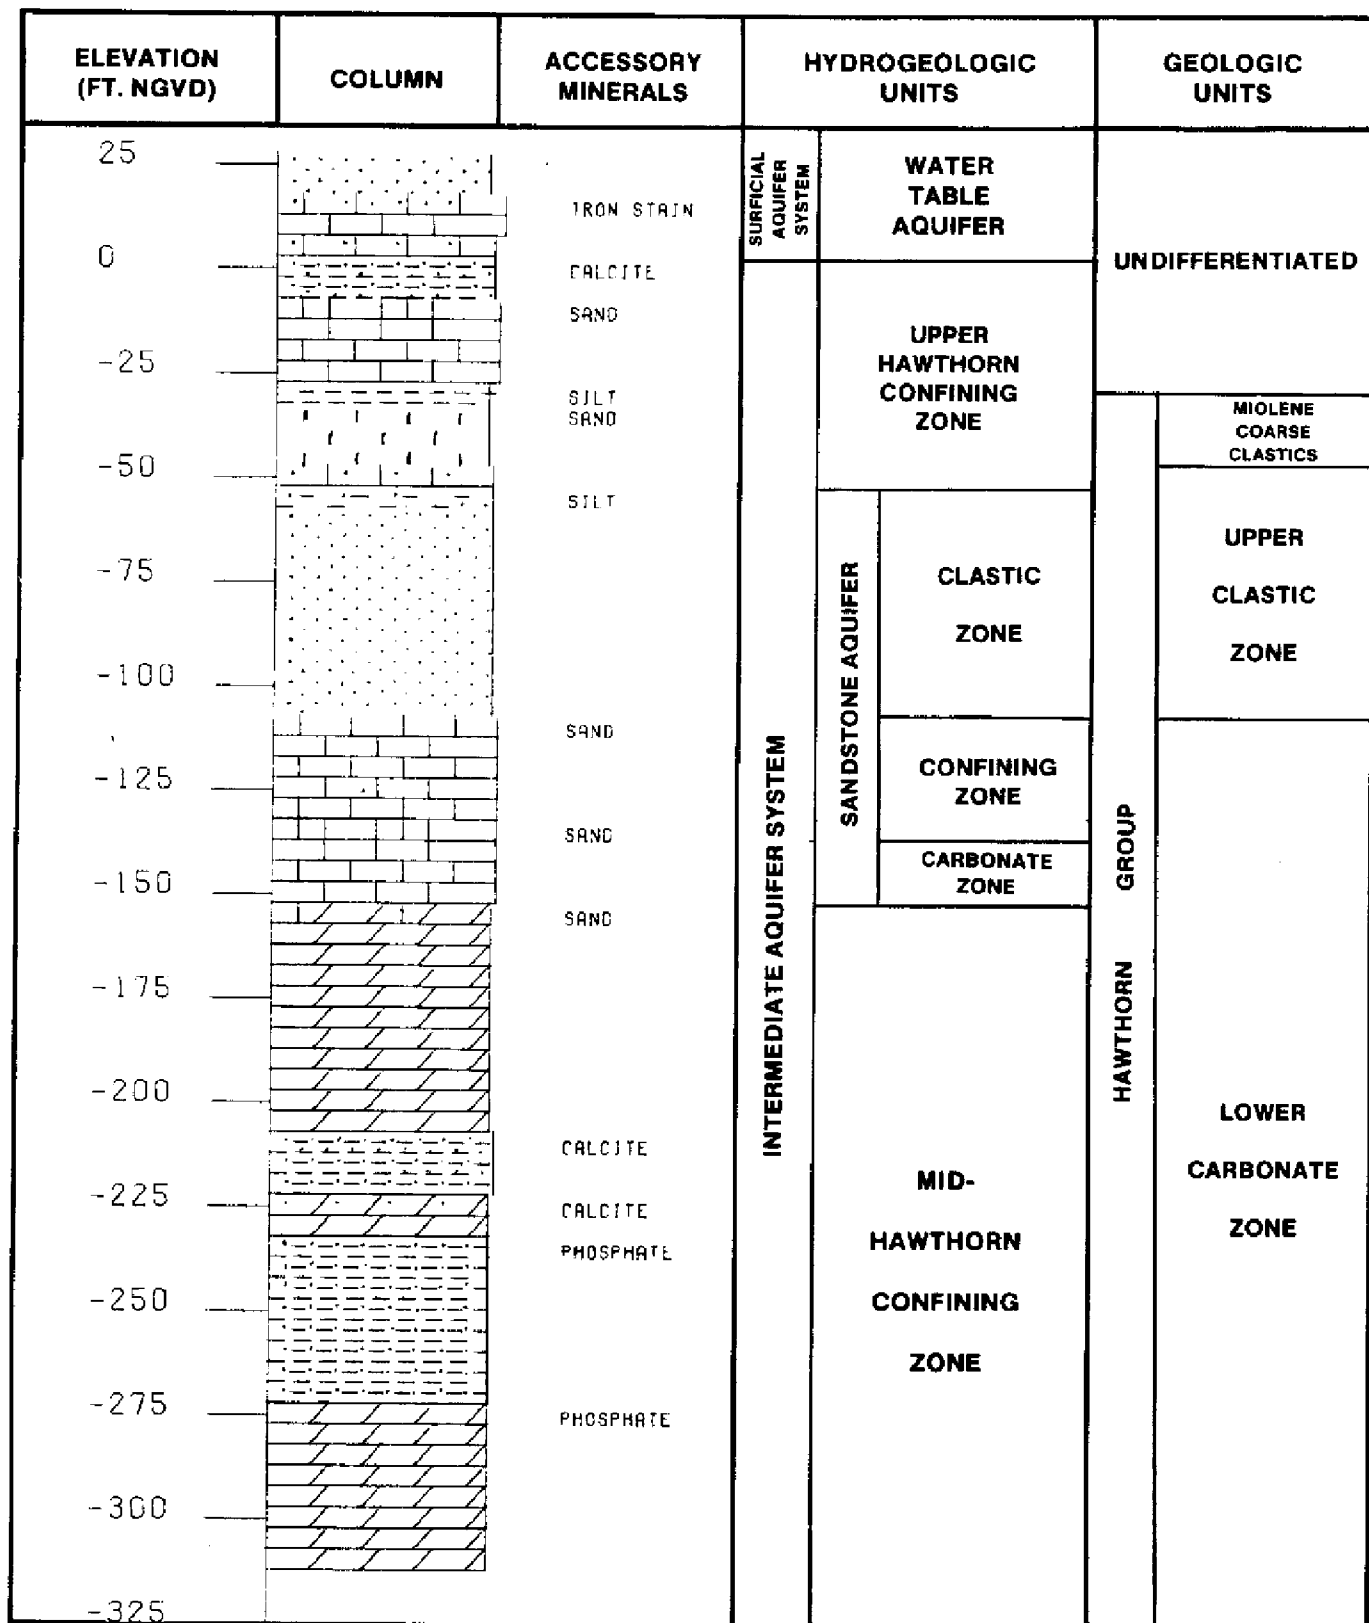 ELEVATION
(FT. NGVD)
COLUMN
ACCESSORY
MINERALS
HYDROGEOLOGIC
UNITS
GEOLOGIC
UNITS
25
0
-25
-50
-75
-100
-125
-150
-175
-200
-225
-250
-275
-300
-325
IRON STAIN
CALCITE
SAND
SILT
SAND
SILT
SAND
SAND
SAND
CALCITE
CALCITE
PHOSPHATE
PHOSPHATE
SURFICIAL
AQUIFER
SYSTEM
WATER
TABLE
AQUIFER
INTERMEDIATE AQUIFER SYSTEM
UPPER
HAWTHORN
CONFINING
ZONE
SANDSTONE AQUIFER
CLASTIC
ZONE
CONFINING
ZONE
CARBONATE
ZONE
MID-
HAWTHORN
CONFINING
ZONE
UNDIFFERENTIATED
HAWTHORN GROUP
MIOLENE
COARSE
CLASTICS
UPPER
CLASTIC
ZONE
LOWER
CARBONATE
ZONE